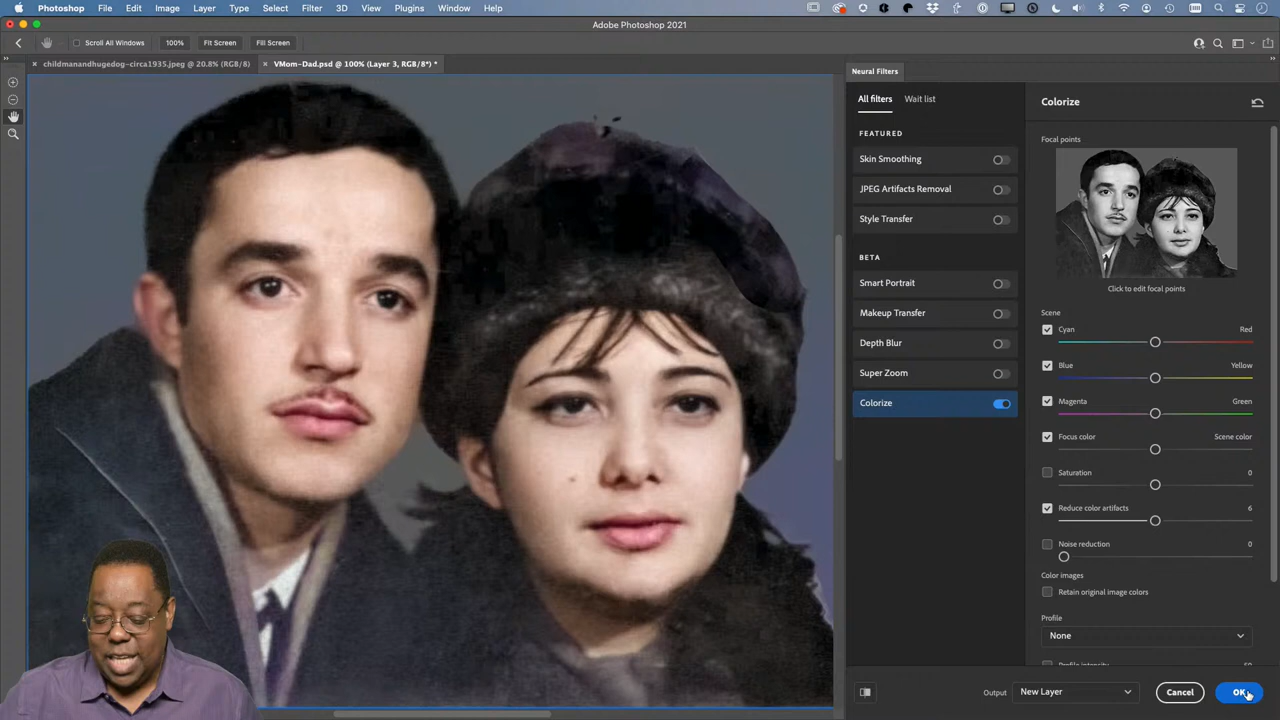 Photoshop File Edit Image Layer Type Select Filter 3D View Plugins Window Help
Adobe Photoshop 2021
Scroll All Windows 100% Fit Screen Fill Screen
childmanandhugedog-circa1935.jpeg @ 20.8% (RGB/8)
VMom-Dad.psd @ 100% (Layer 3, RGB/8*) *
Neural Filters
All filters Wait list
FEATURED
Skin Smoothing
JPEG Artifacts Removal
Style Transfer
BETA
Smart Portrait
Makeup Transfer
Depth Blur
Super Zoom
Colorize
Colorize
Focal points
Click to edit focal points
Scene
Cyan Red
Blue Yellow
Magenta Green
Focus color Scene color
Saturation 0
Reduce color artifacts 6
Noise reduction 0
Color images
Retain original image colors
Profile
None
Profile intensity 50
Output New Layer Cancel OK